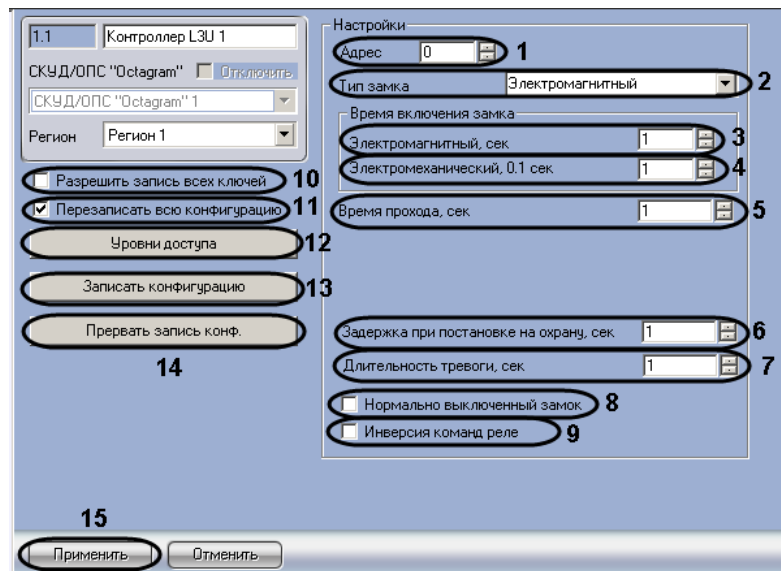 1.1 Контроллер L3U 1
СКУД/ОПС "Octagram" Отключить
СКУД/ОПС "Octagram" 1
Регион Регион 1
Разрешить запись всех ключей 10
Перезаписать всю конфигурацию 11
Уровни доступа 12
Записать конфигурацию 13
Прервать запись конф.
14
Настройки
Адрес 0 1
Тип замка Электромагнитный 2
Время включения замка
Электромагнитный, сек 1 3
Электромеханический, 0.1 сек 1 4
Время прохода, сек 1 5
Задержка при постановке на охрану, сек 1 6
Длительность тревоги, сек 1 7
Нормально выключенный замок 8
Инверсия команд реле 9
15
Применить Отменить